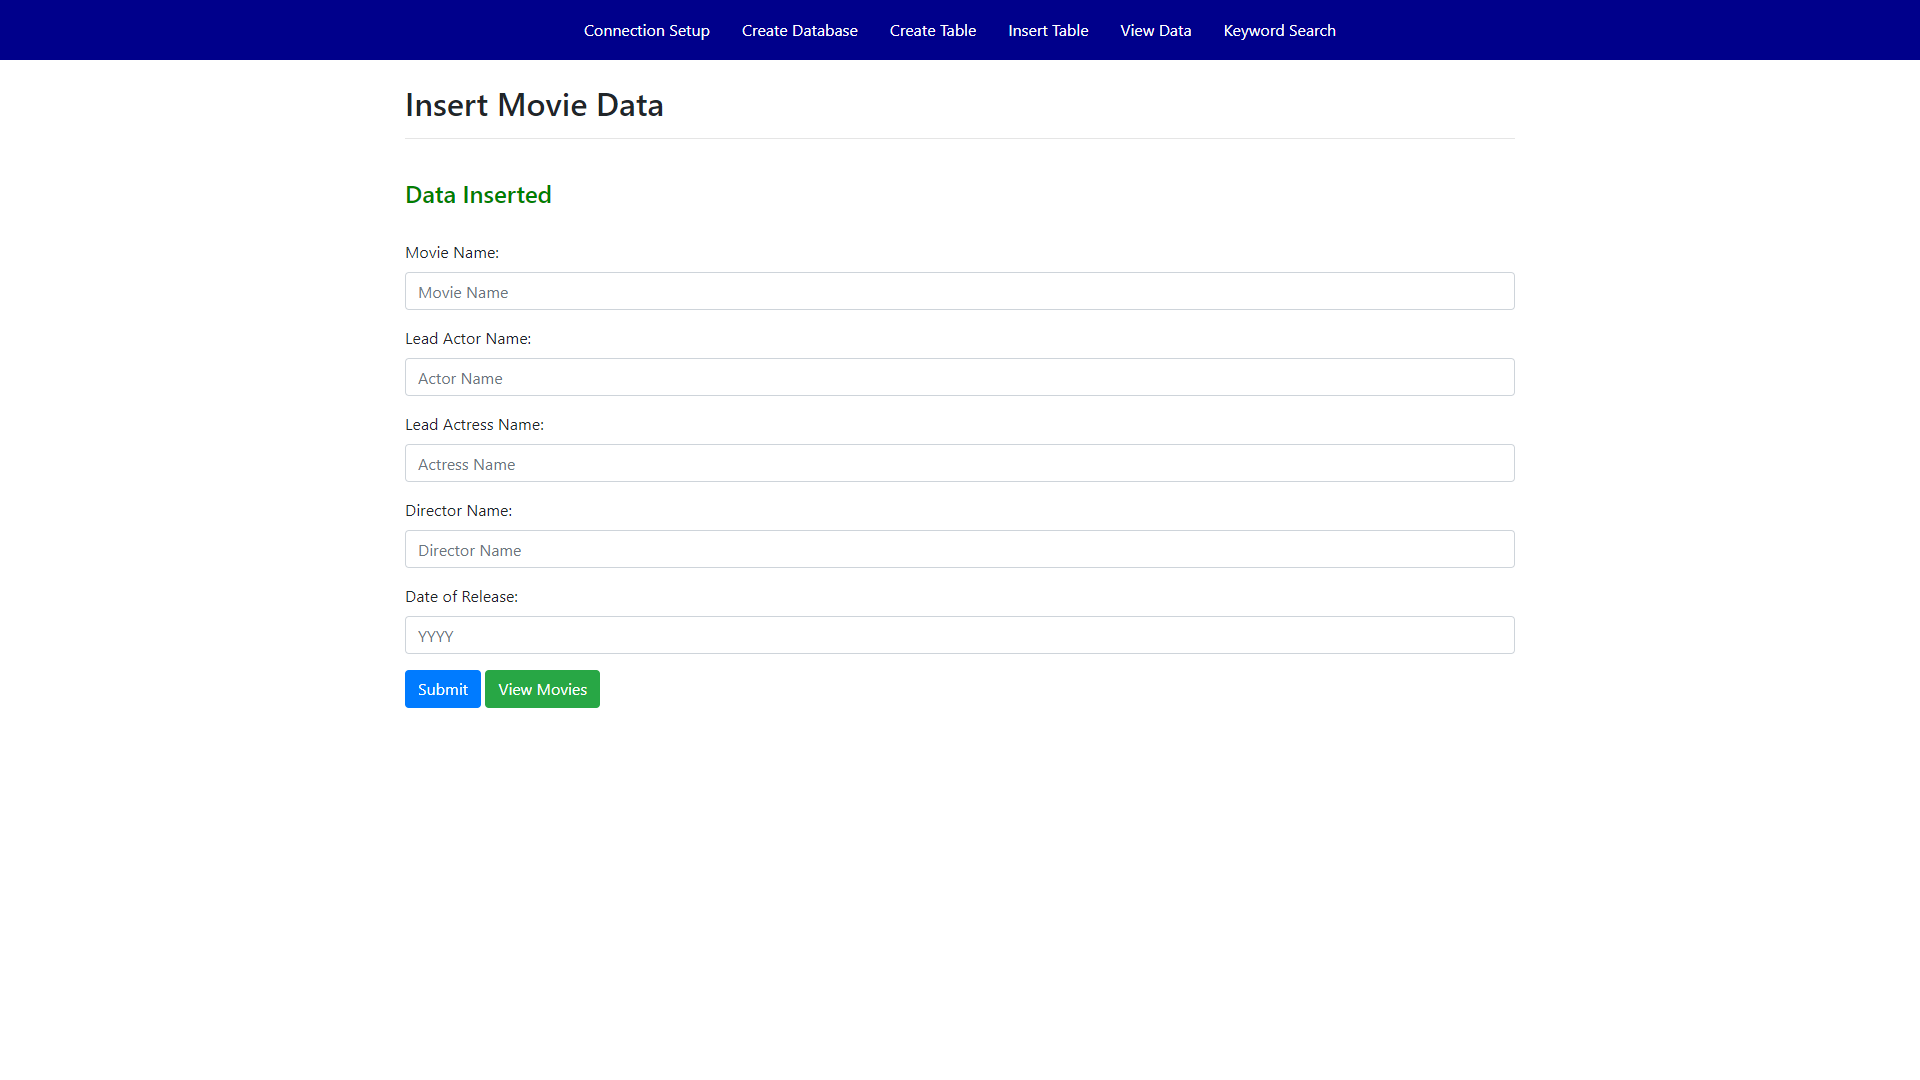 Connection Setup Create Database Create Table Insert Table View Data Keyword Search
Insert Movie Data
Data Inserted
Movie Name:
Movie Name
Lead Actor Name:
Actor Name
Lead Actress Name:
Actress Name
Director Name:
Director Name
Date of Release:
YYYY
Submit View Movies